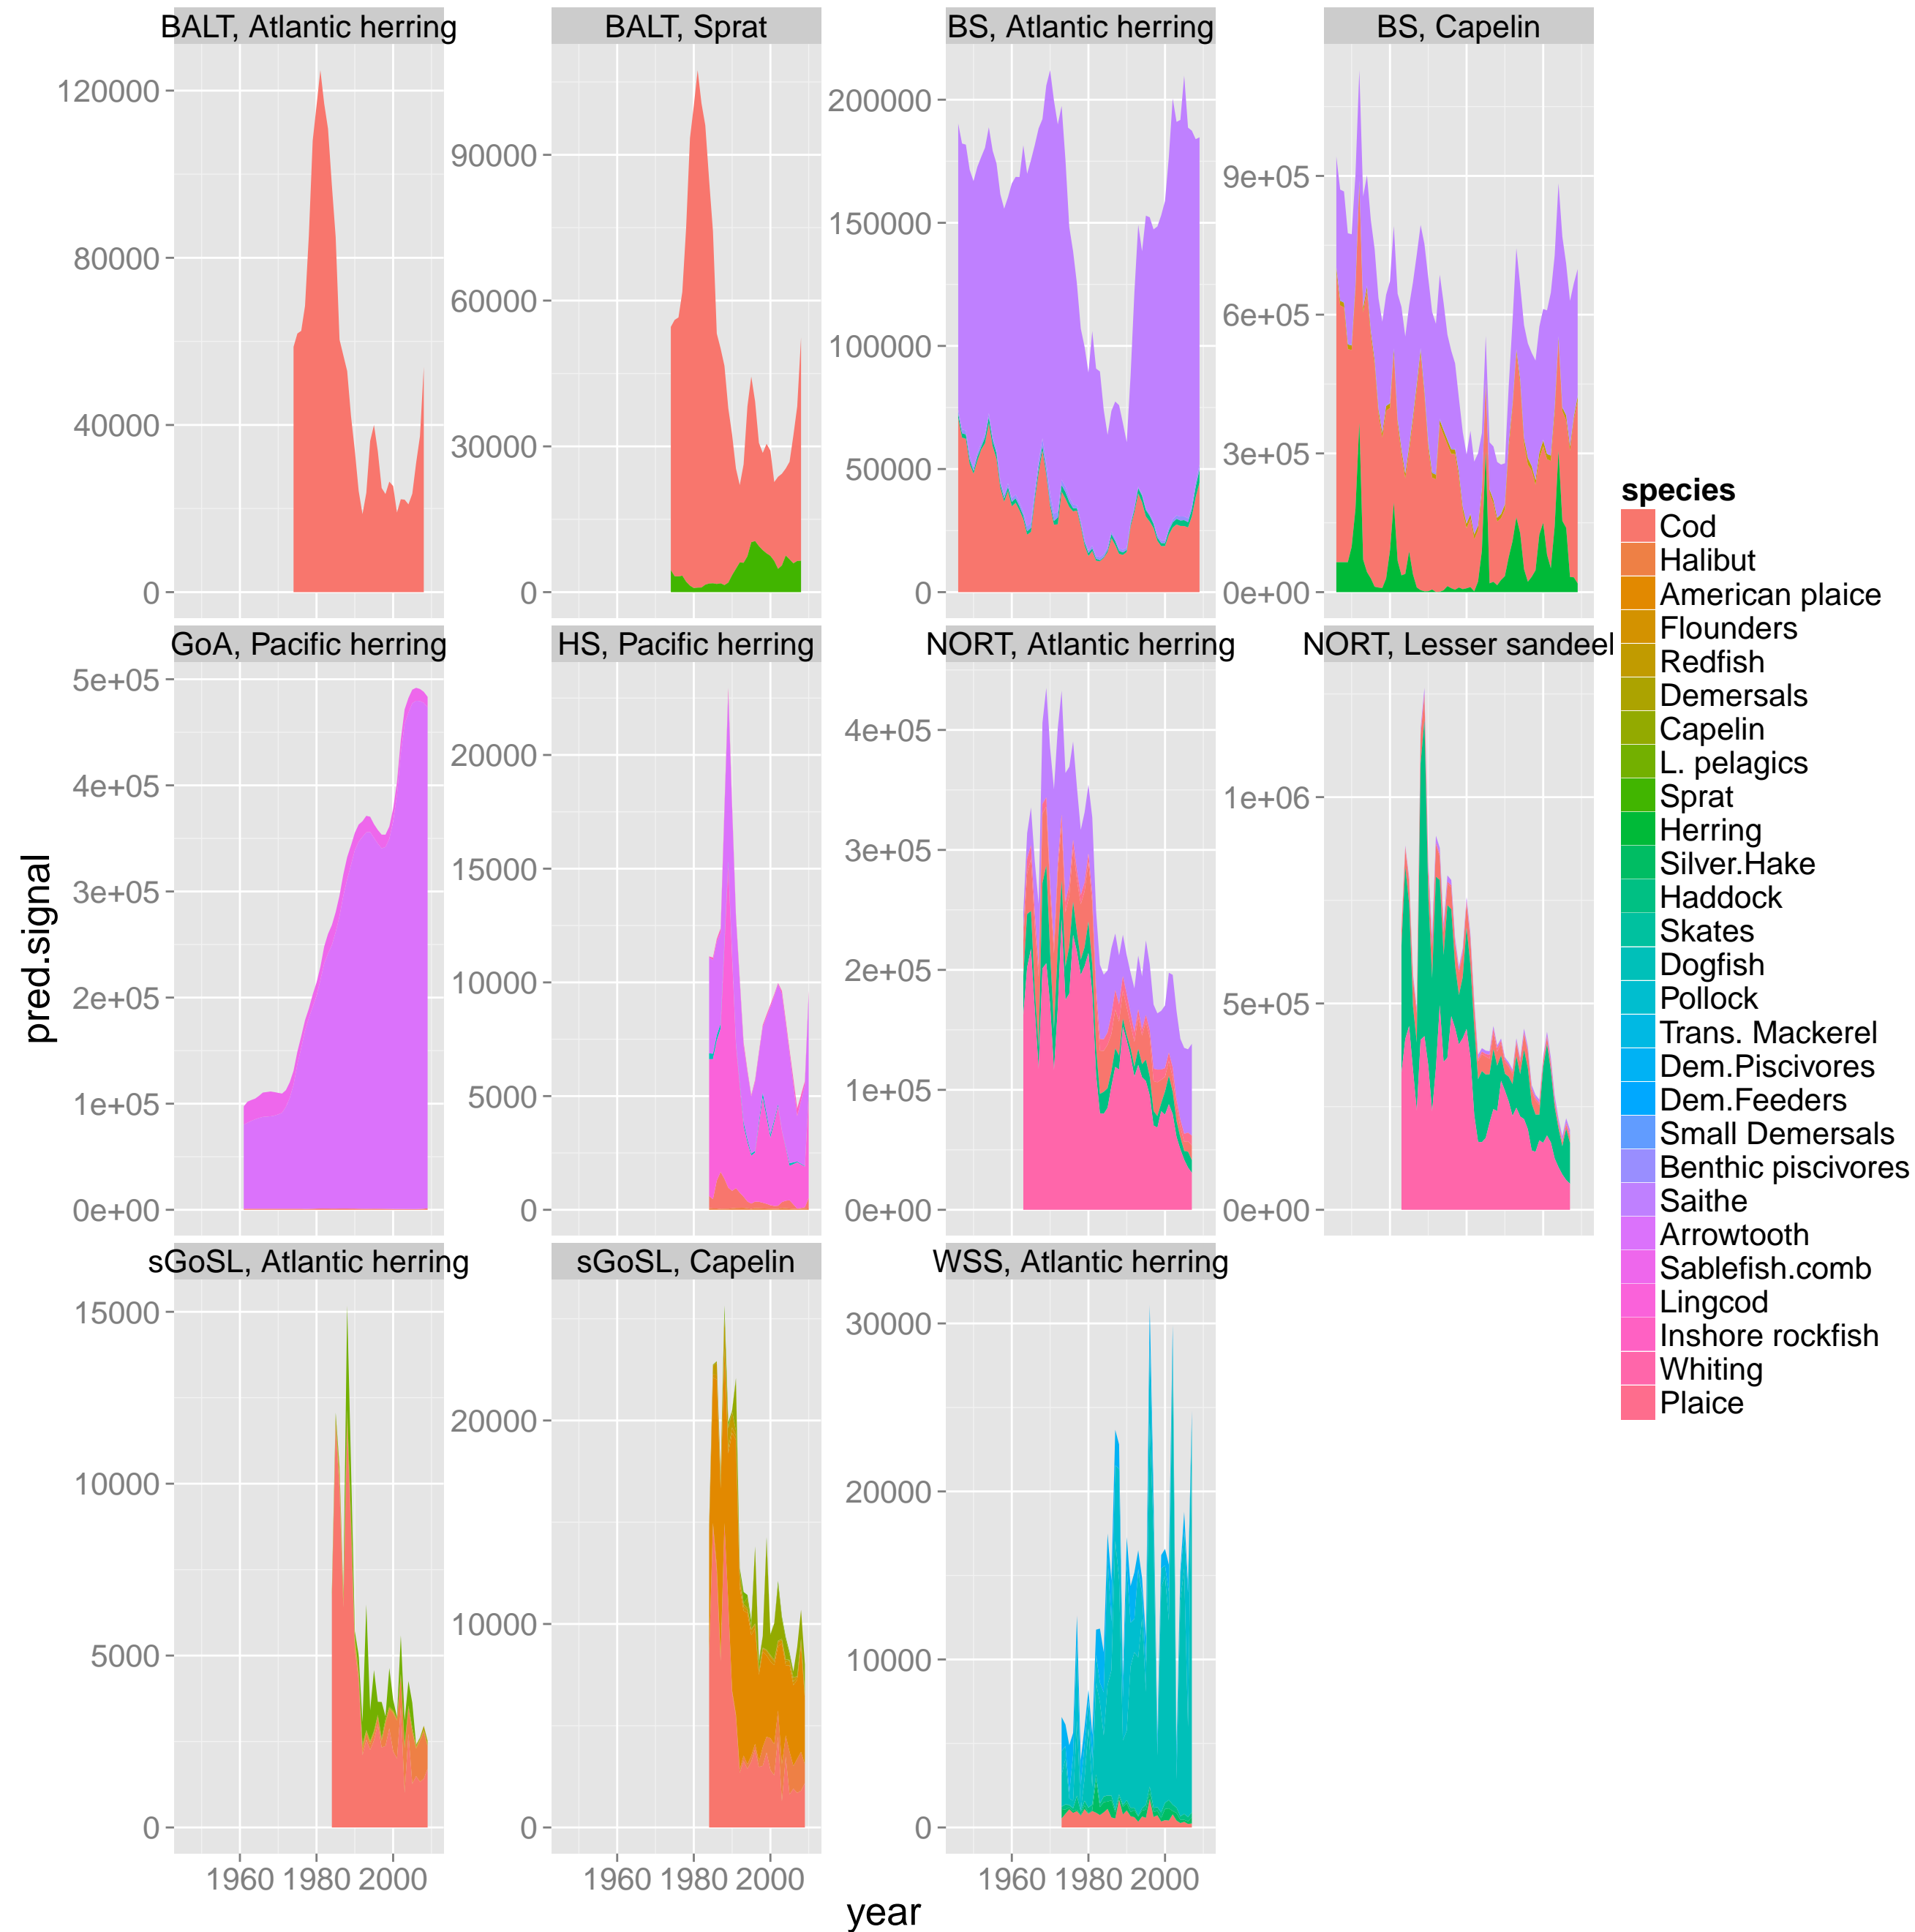 BALT, Atlantic herring
BALT, Sprat
BS, Atlantic herring
BS, Capelin
120000
80000
40000
0
90000
60000
30000
0
200000
150000
100000
50000
0
9e+05
6e+05
3e+05
0e+00
GoA, Pacific herring
HS, Pacific herring
NORT, Atlantic herring
NORT, Lesser sandeel
5e+05
4e+05
3e+05
2e+05
1e+05
0e+00
20000
15000
10000
5000
0
4e+05
3e+05
2e+05
1e+05
0e+00
1e+06
5e+05
0e+00
sGoSL, Atlantic herring
sGoSL, Capelin
WSS, Atlantic herring
15000
10000
5000
0
20000
10000
0
30000
20000
10000
0
1960 1980 2000
1960 1980 2000
1960 1980 2000
year
pred.signal
species
Cod
Halibut
American plaice
Flounders
Redfish
Demersals
Capelin
L. pelagics
Sprat
Herring
Silver.Hake
Haddock
Skates
Dogfish
Pollock
Trans. Mackerel
Dem.Piscivores
Dem.Feeders
Small Demersals
Benthic piscivores
Saithe
Arrowtooth
Sablefish.comb
Lingcod
Inshore rockfish
Whiting
Plaice